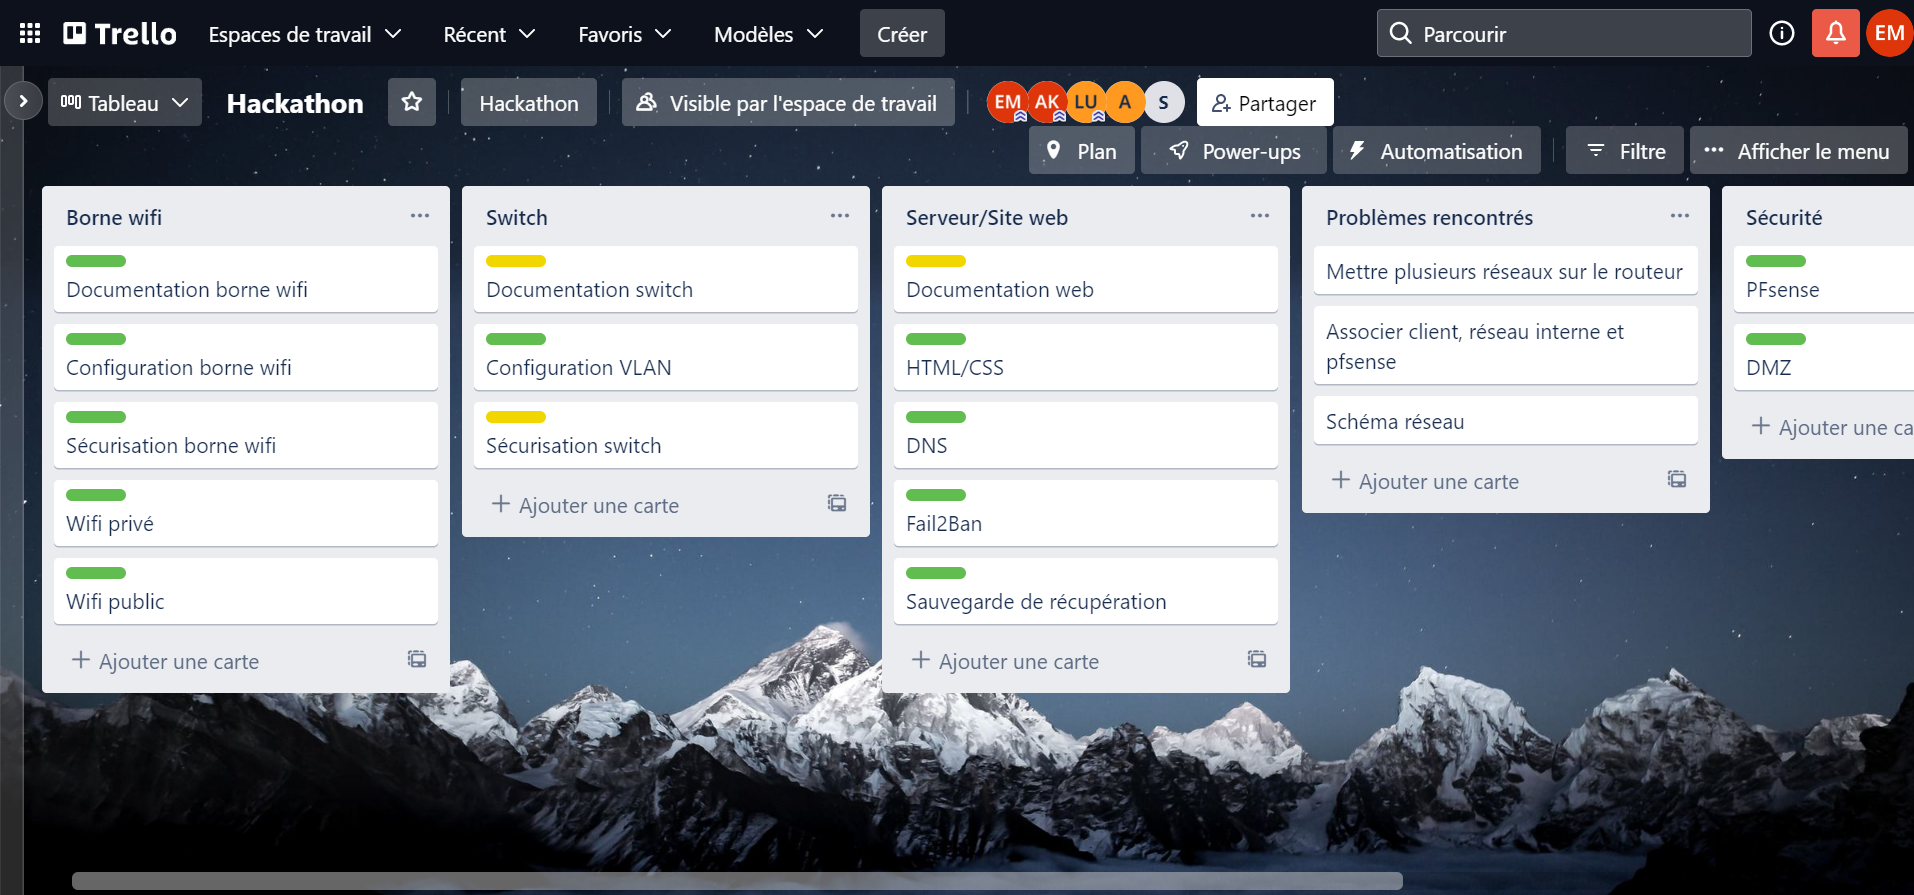 Trello Espaces de travail Récent Favoris Modèles Créer Parcourir EM
Tableau Hackathon Hackathon Visible par l'espace de travail EM AK LU A S Partager
Plan Power-ups Automatisation Filtre Afficher le menu
Borne wifi
Documentation borne wifi
Configuration borne wifi
Sécurisation borne wifi
Wifi privé
Wifi public
Ajouter une carte
Switch
Documentation switch
Configuration VLAN
Sécurisation switch
Ajouter une carte
Serveur/Site web
Documentation web
HTML/CSS
DNS
Fail2Ban
Sauvegarde de récupération
Ajouter une carte
Problèmes rencontrés
Mettre plusieurs réseaux sur le routeur
Associer client, réseau interne et
pfsense
Schéma réseau
Ajouter une carte
Sécurité
PFsense
DMZ
Ajouter une ca